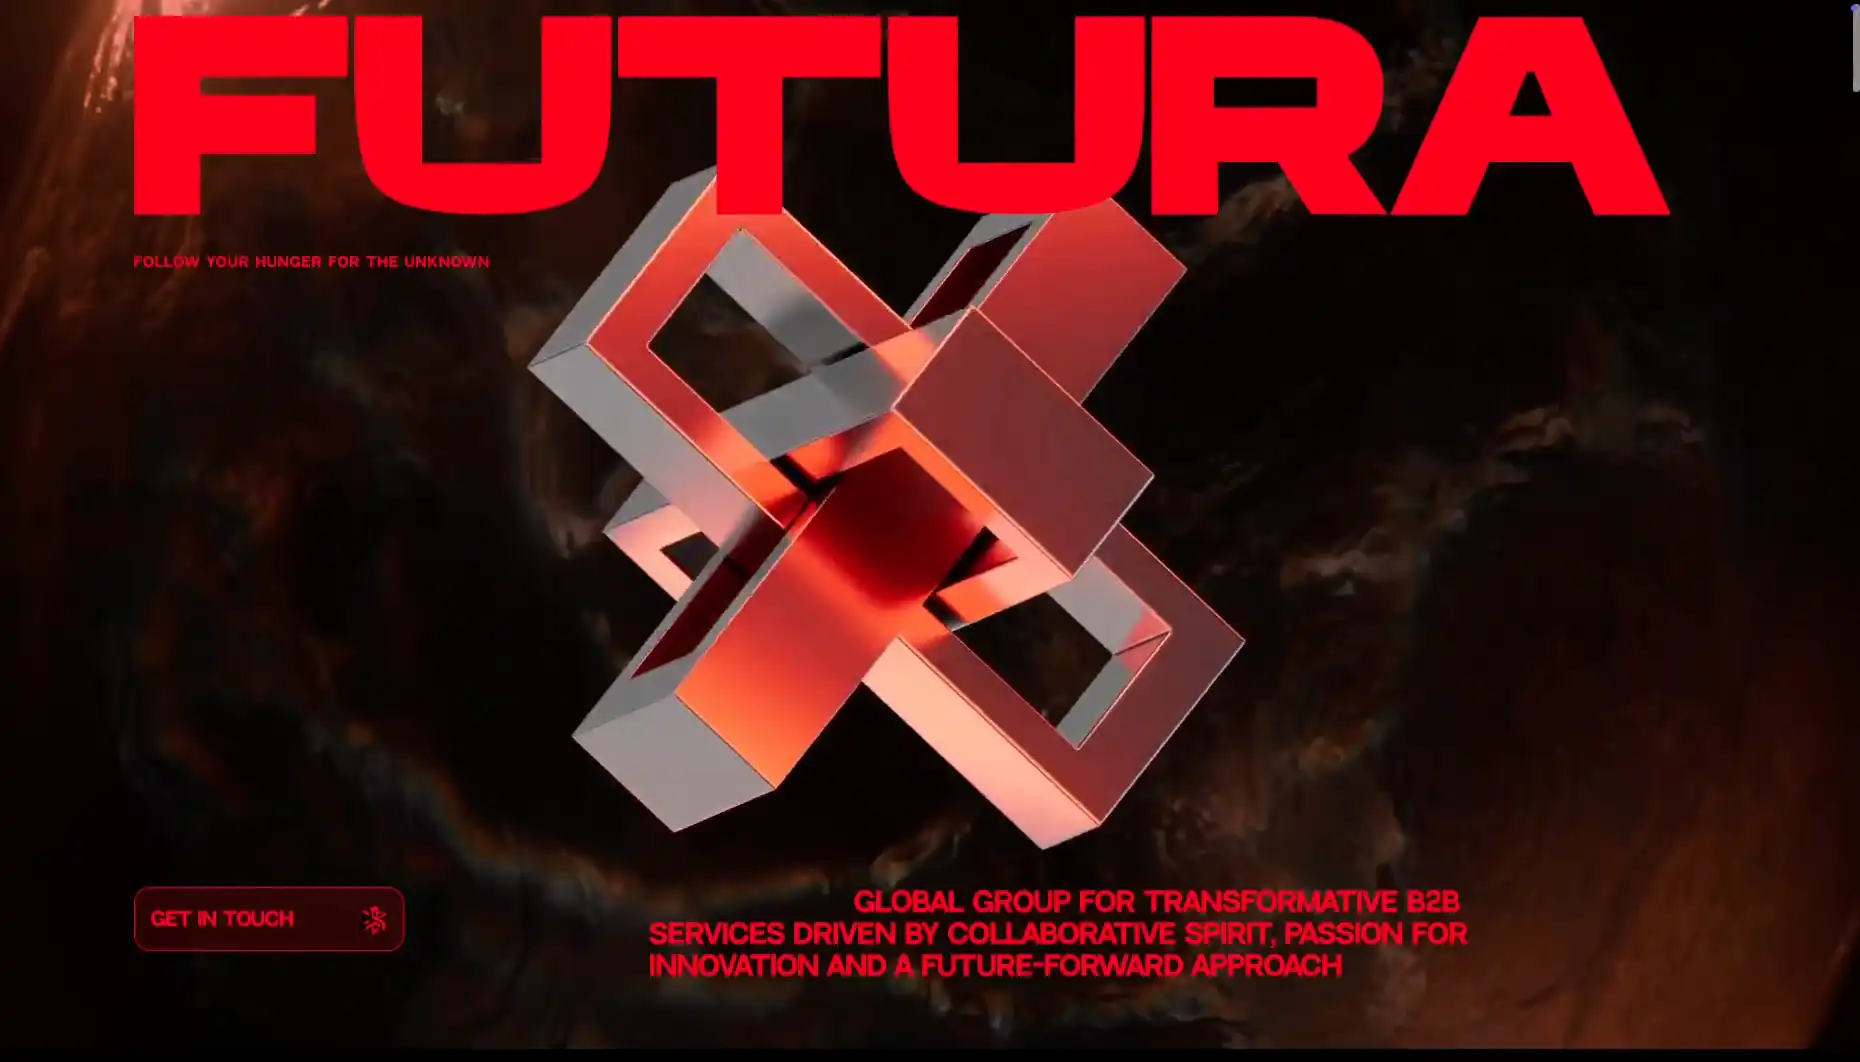 FUTURA
FOLLOW YOUR HUNGER FOR THE UNKNOWN
GET IN TOUCH
GLOBAL GROUP FOR TRANSFORMATIVE B2B
SERVICES DRIVEN BY COLLABORATIVE SPIRIT, PASSION FOR
INNOVATION AND A FUTURE-FORWARD APPROACH